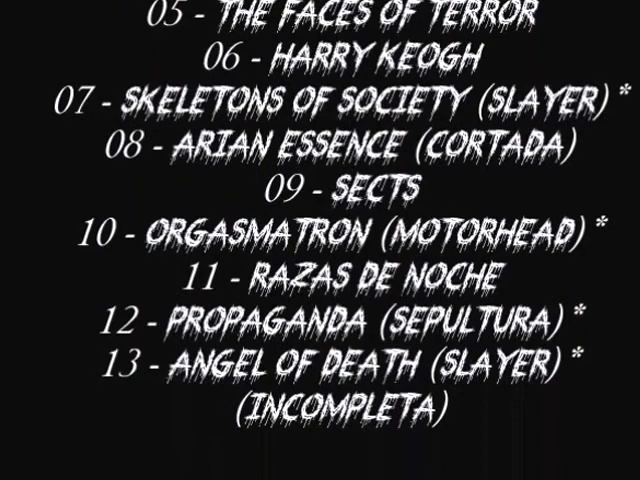 05 - THE FACES OF TERROR
06 - HARRY KEOGH
07 - SKELETONS OF SOCIETY (SLAYER) *
08 - ARIAN ESSENCE (CORTADA)
09 - SECTS
10 - ORGASMATRON (MOTORHEAD) *
11 - RAZAS DE NOCHE
12 - PROPAGANDA (SEPULTURA) *
13 - ANGEL OF DEATH (SLAYER) *
(INCOMPLETA)